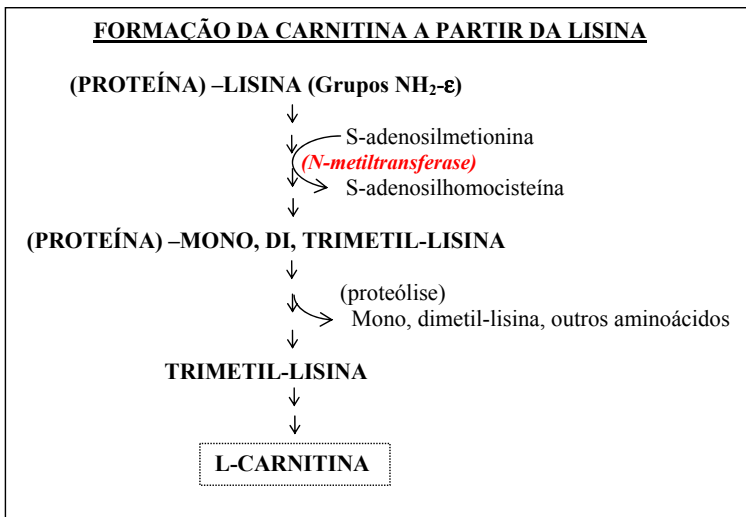 FORMAÇÃO DA CARNITINA A PARTIR DA LISINA
(PROTEÍNA) –LISINA (Grupos NH₂-ε)
S-adenosilmetionina
(N-metiltransferase)
S-adenosilhomocisteína
(PROTEÍNA) –MONO, DI, TRIMETIL-LISINA
(proteólise)
Mono, dimetil-lisina, outros aminoácidos
TRIMETIL-LISINA
L-CARNITINA